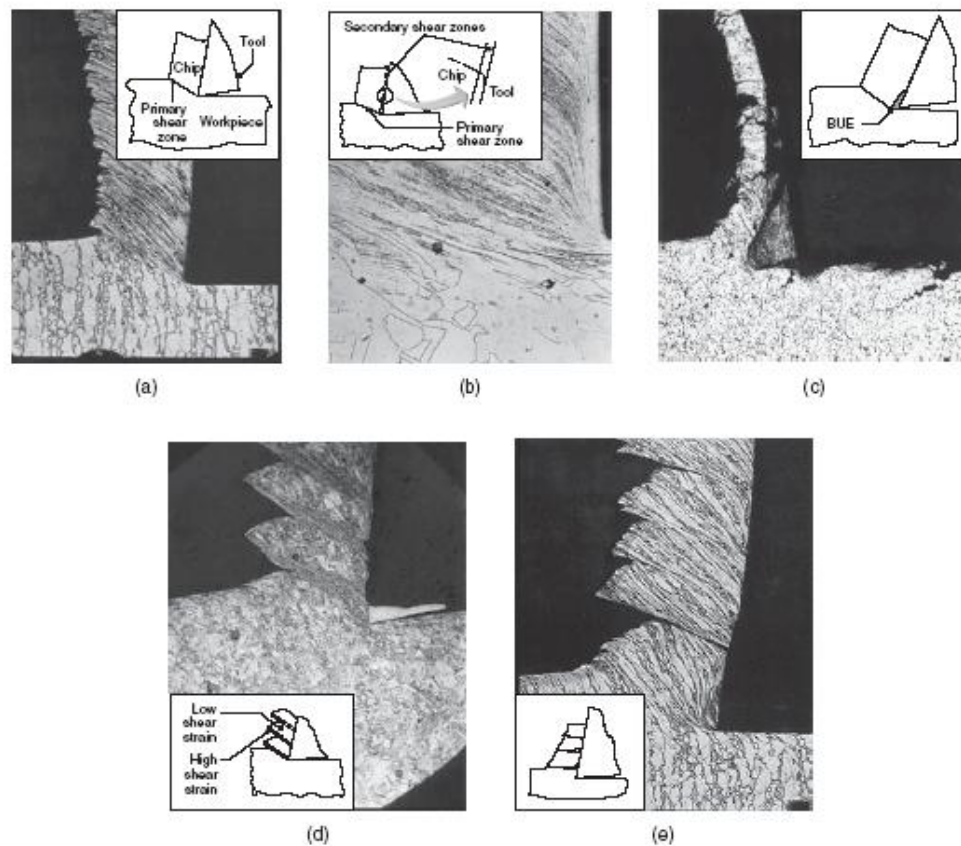 Chip
Tool
Primary
shear
zone
Workpiece
(a)
Secondary shear zones
Chip
Tool
Primary
shear zone
(b)
BUE
(c)
Low
shear
strain
High
shear
strain
(d)
(e)